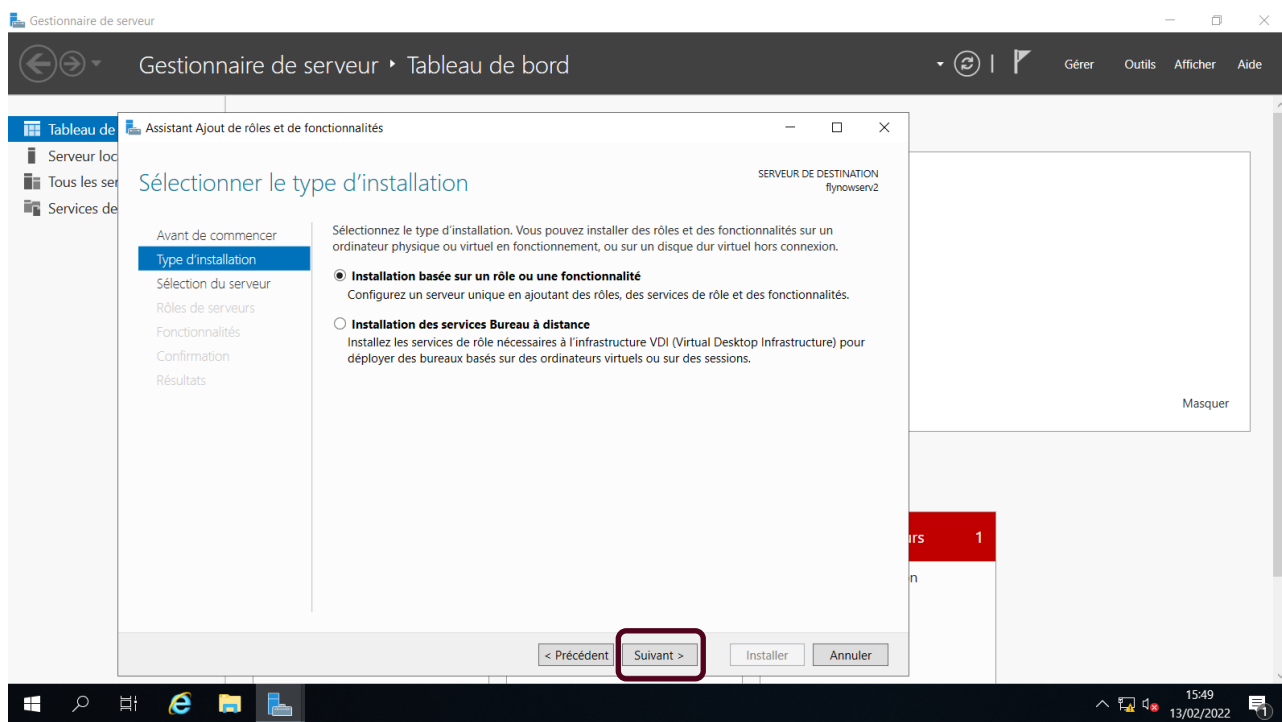 Gestionnaire de serveur
Gestionnaire de serveur ‣ Tableau de bord
Gérer Outils Afficher Aide
Tableau de
Serveur loc
Tous les ser
Services de
Assistant Ajout de rôles et de fonctionnalités
Sélectionner le type d'installation
SERVEUR DE DESTINATION
flynowserv2
Avant de commencer
Type d'installation
Sélection du serveur
Rôles de serveurs
Fonctionnalités
Confirmation
Résultats
Sélectionnez le type d'installation. Vous pouvez installer des rôles et des fonctionnalités sur un
ordinateur physique ou virtuel en fonctionnement, ou sur un disque dur virtuel hors connexion.
Installation basée sur un rôle ou une fonctionnalité
Configurez un serveur unique en ajoutant des rôles, des services de rôle et des fonctionnalités.
Installation des services Bureau à distance
Installez les services de rôle nécessaires à l'infrastructure VDI (Virtual Desktop Infrastructure) pour
déployer des bureaux basés sur des ordinateurs virtuels ou sur des sessions.
Masquer
urs 1
n
< Précédent Suivant > Installer Annuler
15:49
13/02/2022
1